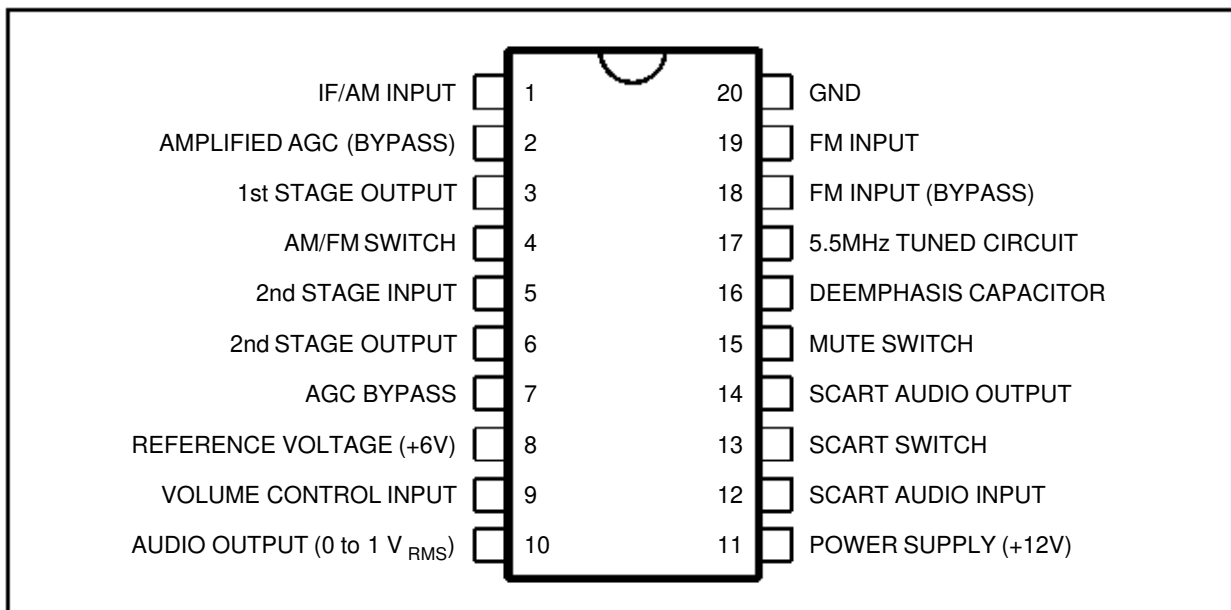 IF/AM INPUT 1 20 GND
AMPLIFIED AGC (BYPASS) 2 19 FM INPUT
1st STAGE OUTPUT 3 18 FM INPUT (BYPASS)
AM/FM SWITCH 4 17 5.5MHz TUNED CIRCUIT
2nd STAGE INPUT 5 16 DEEMPHASIS CAPACITOR
2nd STAGE OUTPUT 6 15 MUTE SWITCH
AGC BYPASS 7 14 SCART AUDIO OUTPUT
REFERENCE VOLTAGE (+6V) 8 13 SCART SWITCH
VOLUME CONTROL INPUT 9 12 SCART AUDIO INPUT
AUDIO OUTPUT (0 to 1 V RMS) 10 11 POWER SUPPLY (+12V)